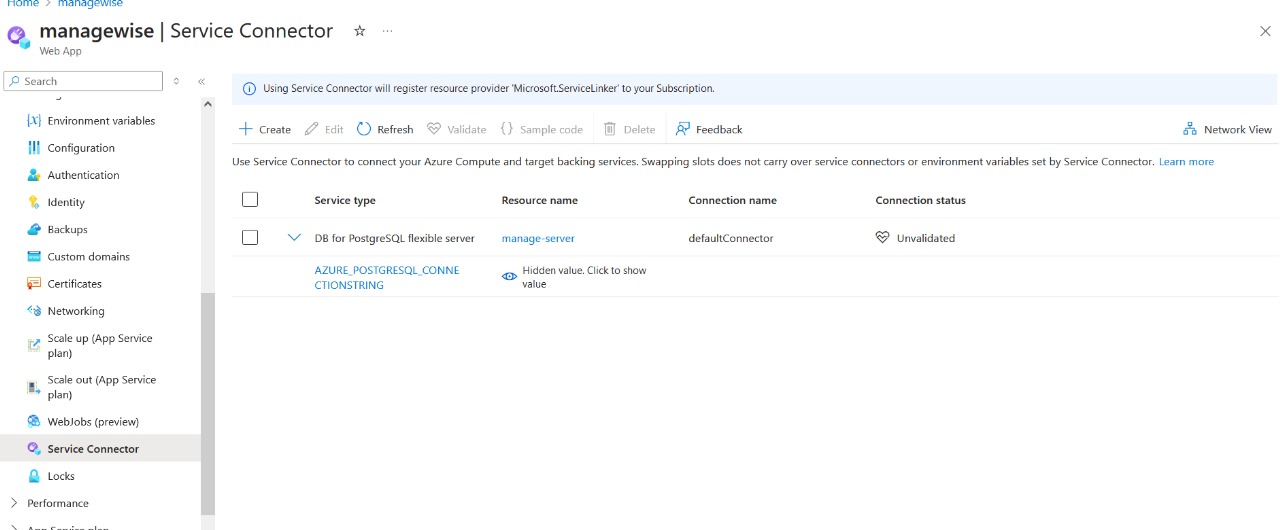 Home > managewise
managewise | Service Connector ☆ ...
Web App
Search
Environment variables
Configuration
Authentication
Identity
Backups
Custom domains
Certificates
Networking
Scale up (App Service
plan)
Scale out (App Service
plan)
WebJobs (preview)
Service Connector
Locks
Performance
App Service plan
Using Service Connector will register resource provider 'Microsoft.ServiceLinker' to your Subscription.
Create Edit Refresh Validate Sample code Delete Feedback Network View
Use Service Connector to connect your Azure Compute and target backing services. Swapping slots does not carry over service connectors or environment variables set by Service Connector. Learn more
Service type Resource name Connection name Connection status
DB for PostgreSQL flexible server manage-server defaultConnector Unvalidated
AZURE_POSTGRESQL_CONNE
CTIONSTRING
Hidden value. Click to show
value